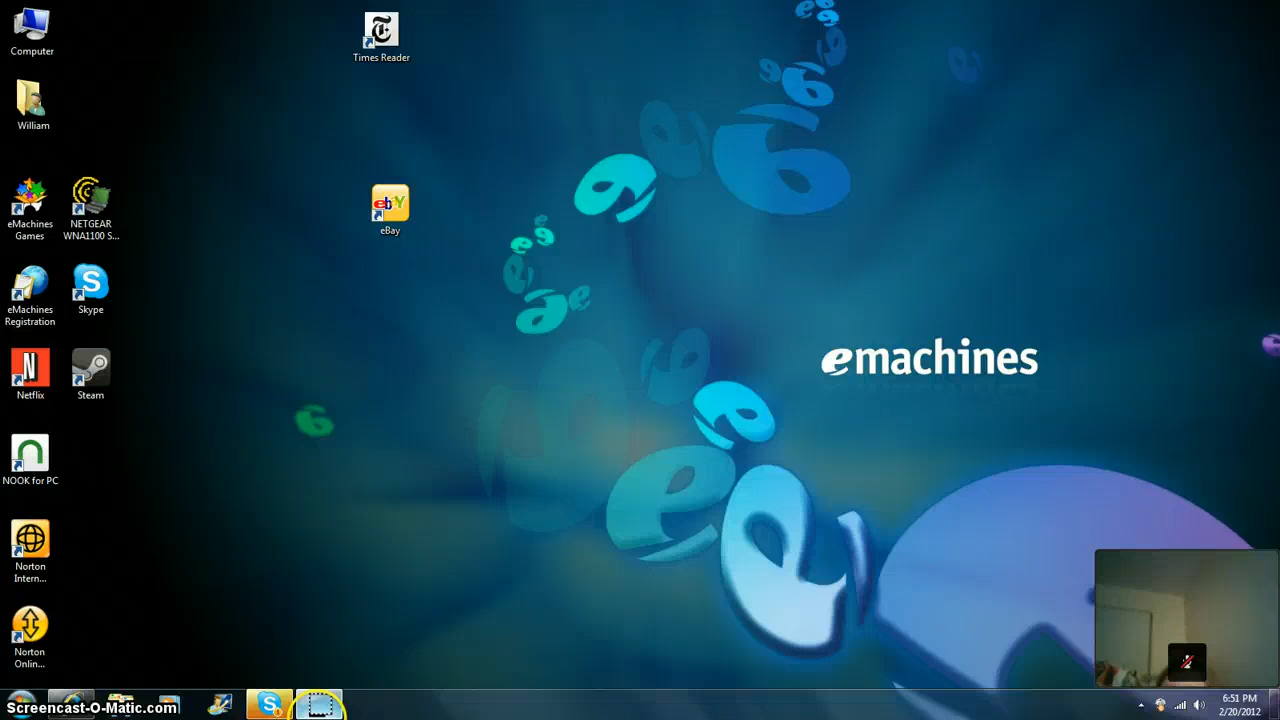 Computer
William
eMachines
Games
NETGEAR
WNA1100 S...
eMachines
Registration
Skype
Netflix
Steam
NOOK for PC
Norton
Intern...
Norton
Onlin...
Times Reader
ebY
eBay
emachines
Screencast-O-Matic.com
6:51 PM
2/20/2012